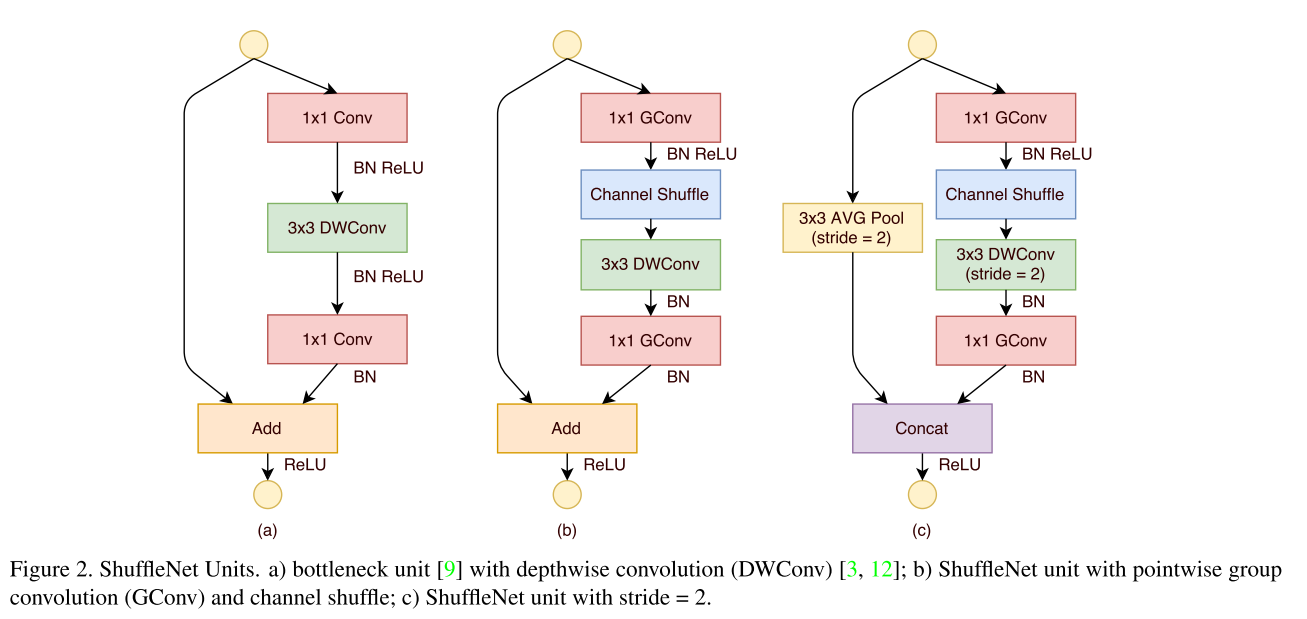 1x1 Conv
BN ReLU
3x3 DWConv
BN ReLU
1x1 Conv
BN
Add
ReLU
(a)
1x1 GConv
BN ReLU
Channel Shuffle
3x3 DWConv
BN
1x1 GConv
BN
Add
ReLU
(b)
1x1 GConv
BN ReLU
Channel Shuffle
3x3 AVG Pool
(stride = 2)
3x3 DWConv
(stride = 2)
BN
1x1 GConv
BN
Concat
ReLU
(c)
Figure 2. ShuffleNet Units. a) bottleneck unit [9] with depthwise convolution (DWConv) [3, 12]; b) ShuffleNet unit with pointwise group
convolution (GConv) and channel shuffle; c) ShuffleNet unit with stride = 2.